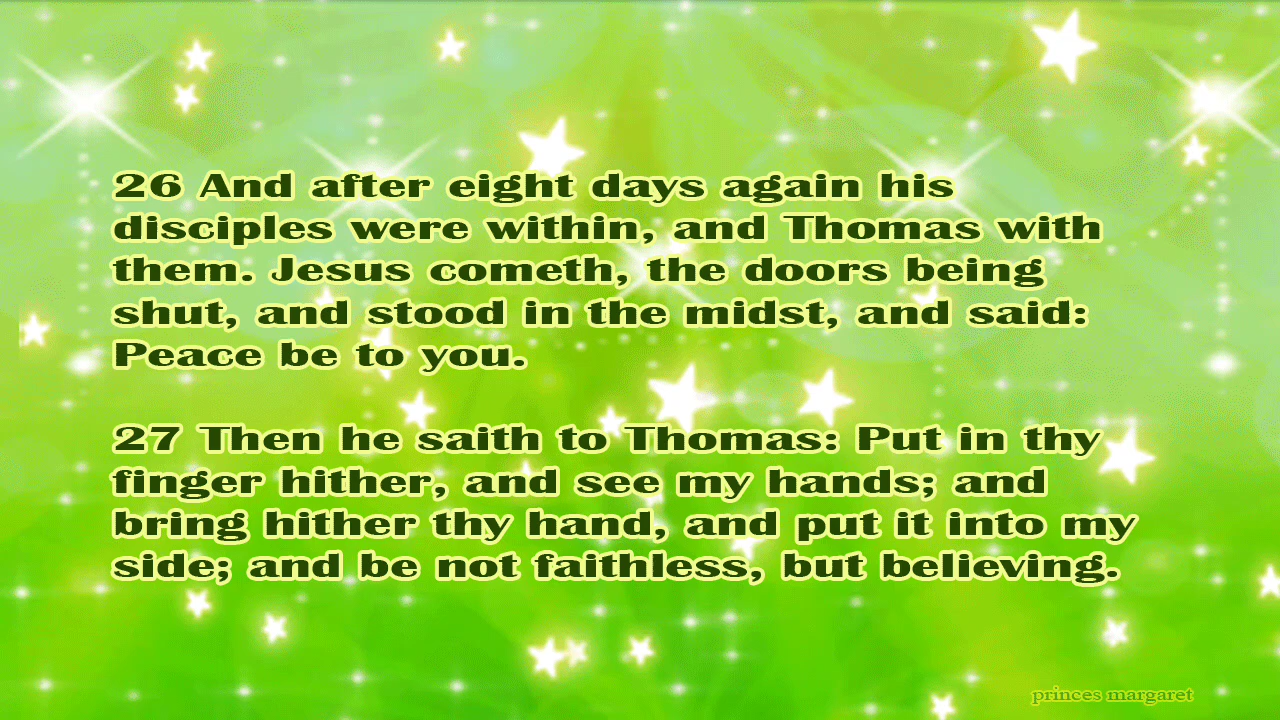 26 And after eight days again his
disciples were within, and Thomas with
them. Jesus cometh, the doors being
shut, and stood in the midst, and said:
Peace be to you.
27 Then he saith to Thomas: Put in thy
finger hither, and see my hands; and
bring hither thy hand, and put it into my
side; and be not faithless, but believing.
princes margaret